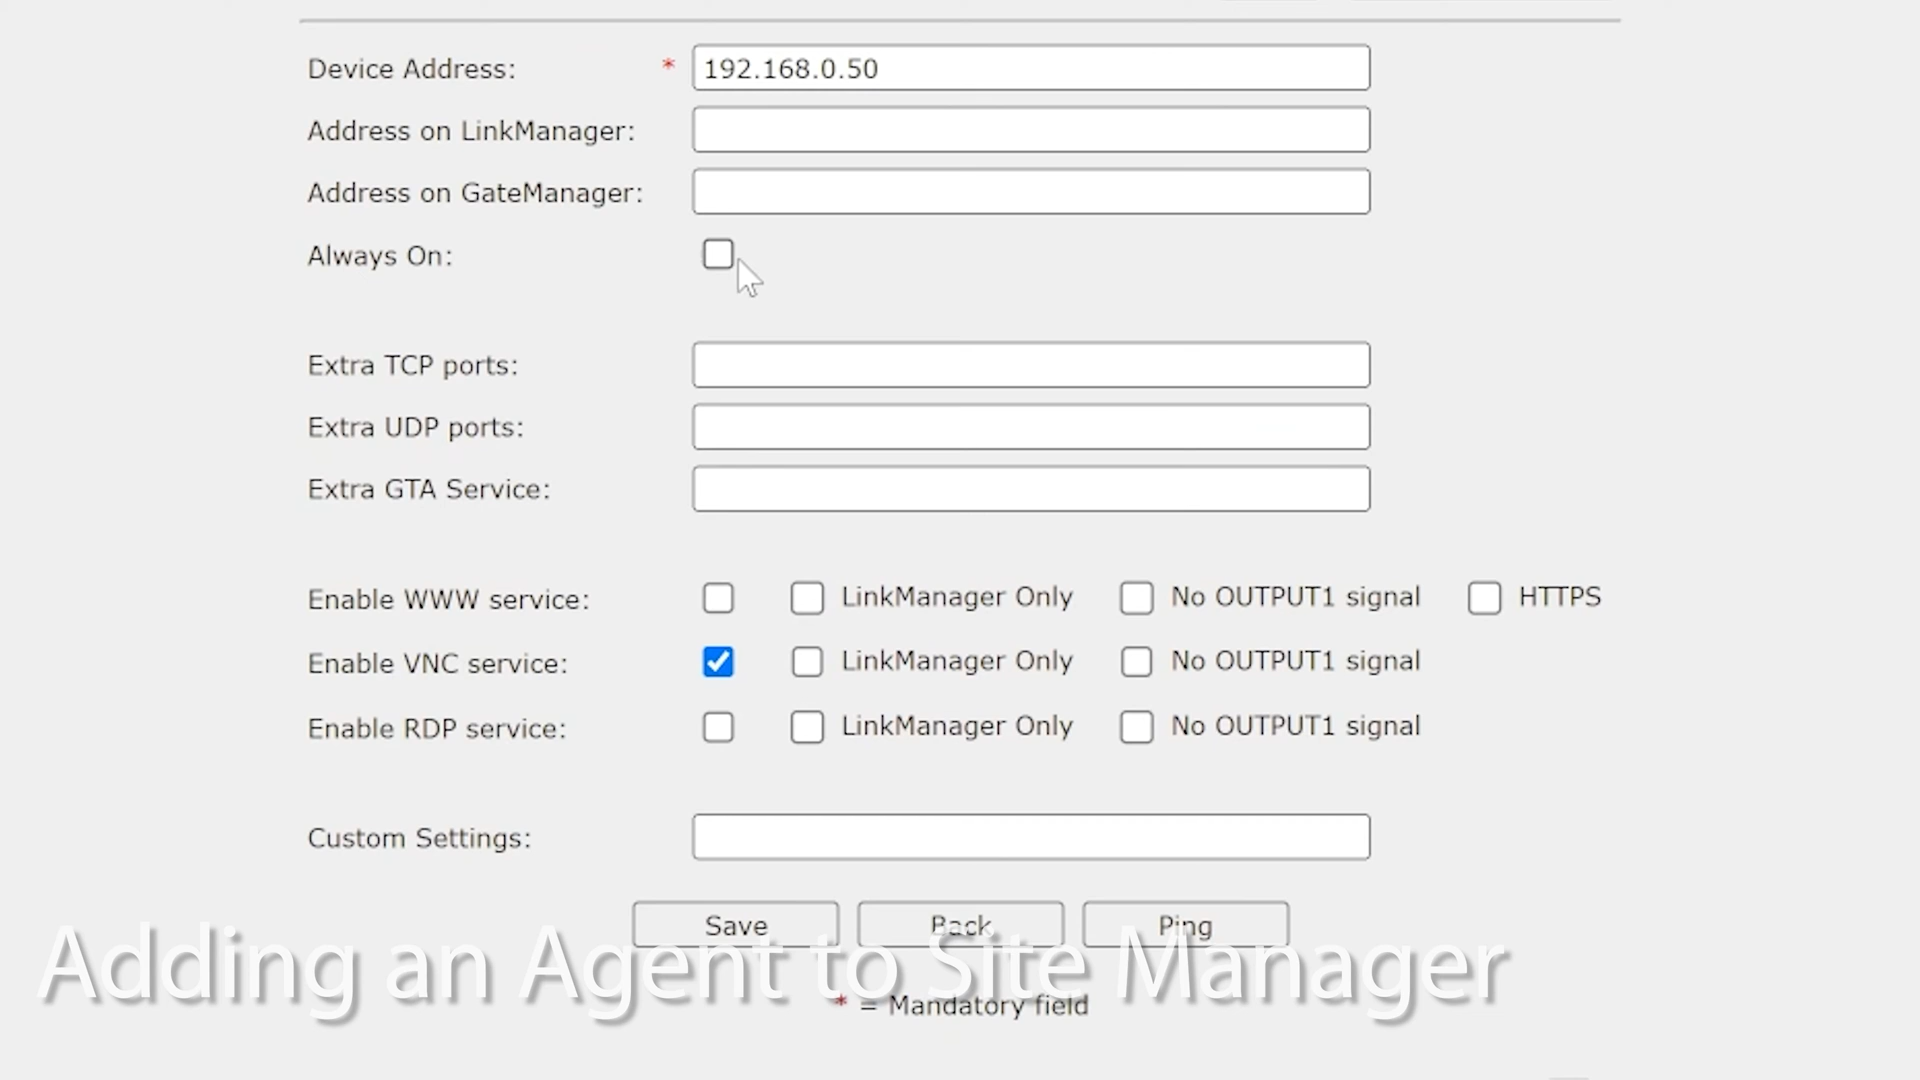 Device Address: * 192.168.0.50
Address on LinkManager:
Address on GateManager:
Always On:
Extra TCP ports:
Extra UDP ports:
Extra GTA Service:
Enable WWW service: LinkManager Only No OUTPUT1 signal HTTPS
Enable VNC service: LinkManager Only No OUTPUT1 signal
Enable RDP service: LinkManager Only No OUTPUT1 signal
Custom Settings:
Save Back Ping
Adding an Agent to Site Manager
* = Mandatory field